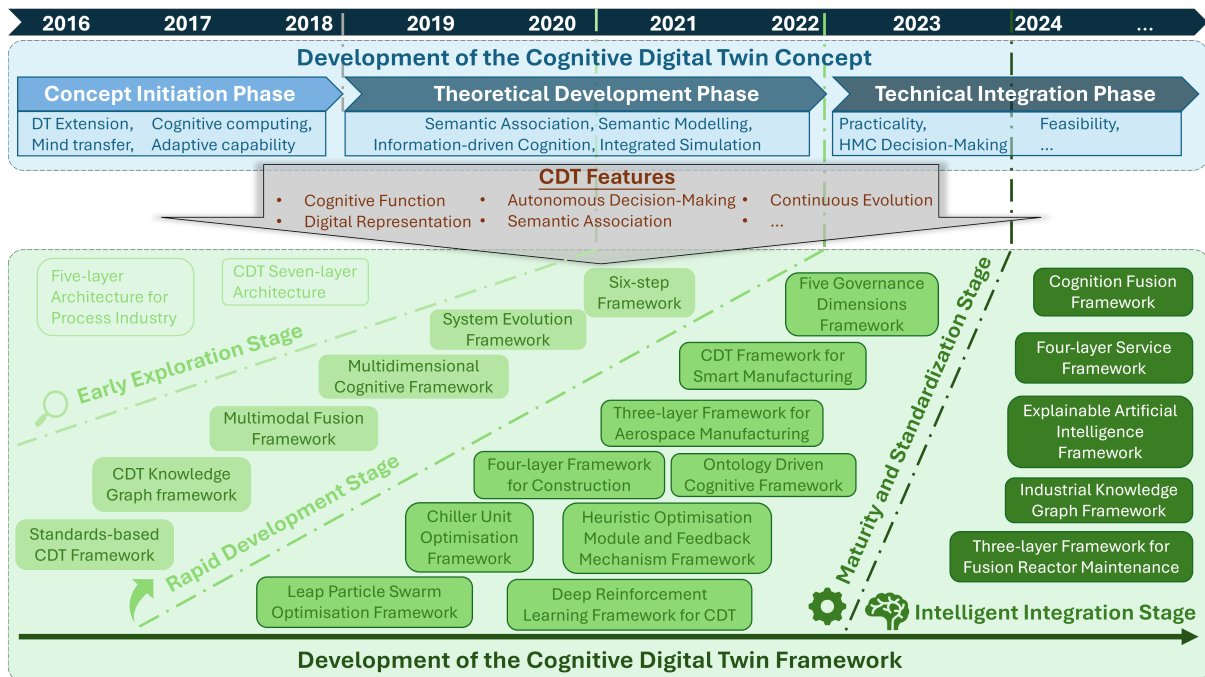 2016 2017 2018 2019 2020 2021 2022 2023 2024 ...
Development of the Cognitive Digital Twin Concept
Concept Initiation Phase
DT Extension, Cognitive computing,
Mind transfer, Adaptive capability
Theoretical Development Phase
Semantic Association, Semantic Modelling,
Information-driven Cognition, Integrated Simulation
Technical Integration Phase
Practicality, Feasibility,
HMC Decision-Making ...
CDT Features
• Cognitive Function • Autonomous Decision-Making • Continuous Evolution
• Digital Representation • Semantic Association • ...
Five-layer
Architecture for
Process Industry
CDT Seven-layer
Architecture
Early Exploration Stage
Six-step
Framework
System Evolution
Framework
Multidimensional
Cognitive Framework
Multimodal Fusion
Framework
CDT Knowledge
Graph framework
Standards-based
CDT Framework
Rapid Development Stage
Five Governance
Dimensions
Framework
CDT Framework for
Smart Manufacturing
Three-layer Framework for
Aerospace Manufacturing
Four-layer Framework
for Construction
Ontology Driven
Cognitive Framework
Chiller Unit
Optimisation
Framework
Heuristic Optimisation
Module and Feedback
Mechanism Framework
Leap Particle Swarm
Optimisation Framework
Deep Reinforcement
Learning Framework for CDT
Maturity and Standardization Stage
Cognition Fusion
Framework
Four-layer Service
Framework
Explainable Artificial
Intelligence
Framework
Industrial Knowledge
Graph Framework
Three-layer Framework for
Fusion Reactor Maintenance
Intelligent Integration Stage
Development of the Cognitive Digital Twin Framework